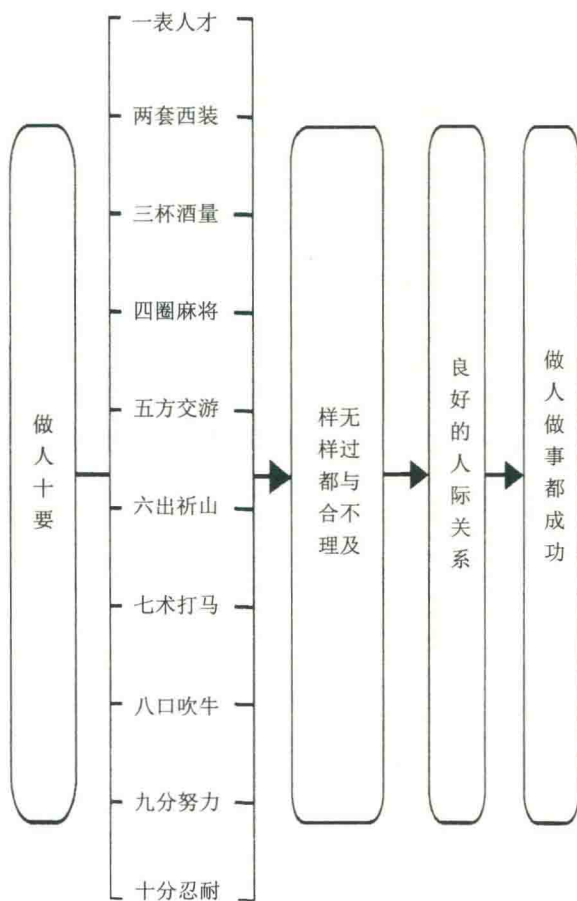 做人十要
一表人才
两套西装
三杯酒量
四圈麻将
五方交游
六出祈山
七术打马
八口吹牛
九分努力
十分忍耐
无过与不及
样样都合理
良好的人际关系
做人做事都成功